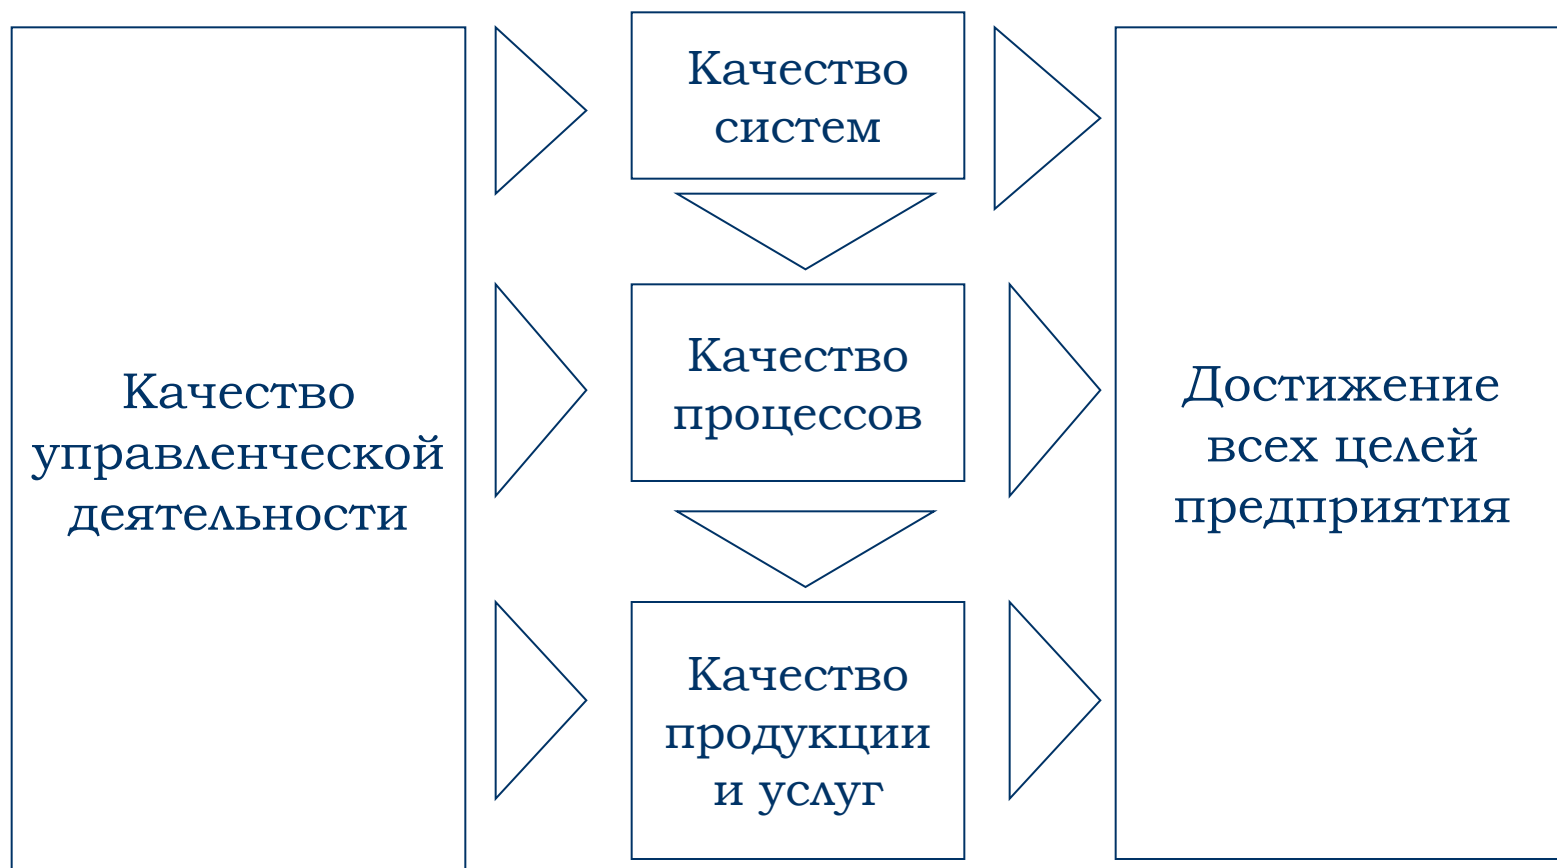 Качество
управленческой
деятельности
Качество
систем
Качество
процессов
Качество
продукции
и услуг
Достижение
всех целей
предприятия